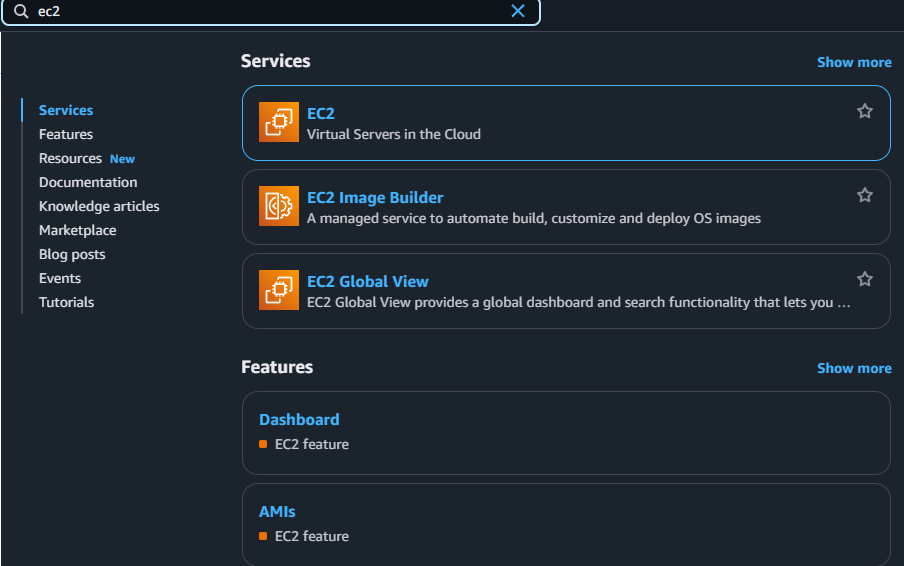 ec2
Services
Features
Resources New
Documentation
Knowledge articles
Marketplace
Blog posts
Events
Tutorials
Services
Show more
EC2
Virtual Servers in the Cloud
EC2 Image Builder
A managed service to automate build, customize and deploy OS images
EC2 Global View
EC2 Global View provides a global dashboard and search functionality that lets you ...
Features
Show more
Dashboard
EC2 feature
AMIs
EC2 feature